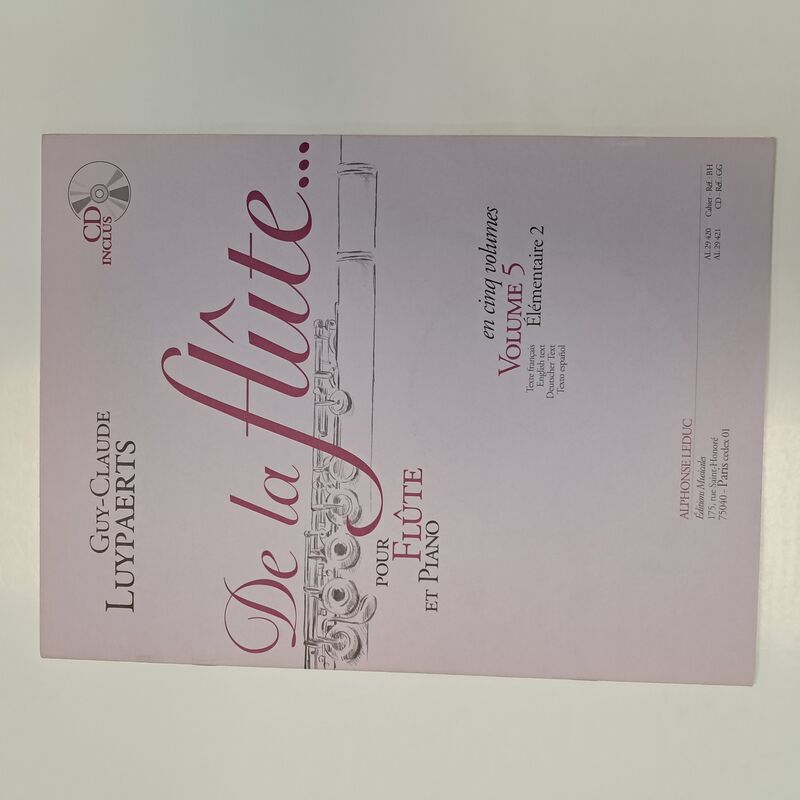 GUY-CLAUDE
LUYPAERTS
CD
INCLUS
De la flûte...
POUR
FLÛTE
ET PIANO
en cinq volumes
VOLUME 5
Élémentaire 2
Texte français
English text
Deutscher Text
Texto español
ALPHONSE LEDUC
Éditions Musicales
175, rue Saint-Honoré
75040 - Paris cedex 01
AL 29 420 Cahier - Réf. : BH
AL 29 421 CD - Réf. : GG